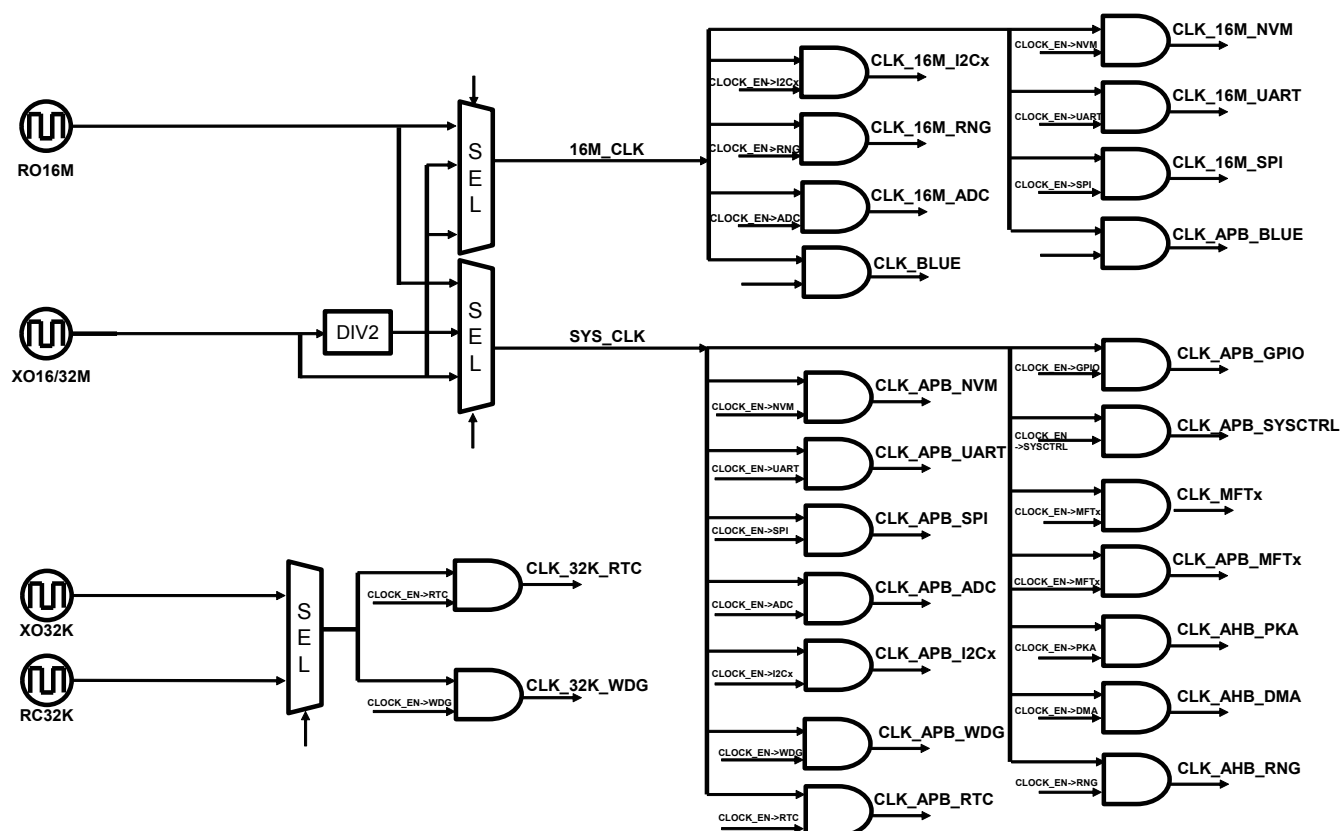 RO16M
XO16/32M
DIV2
SEL
16M_CLK
SEL
SYS_CLK
CLOCK_EN->I2Cx
CLK_16M_I2Cx
CLOCK_EN->RNG
CLK_16M_RNG
CLOCK_EN->ADC
CLK_16M_ADC
CLK_BLUE
CLOCK_EN->NVM
CLK_16M_NVM
CLOCK_EN->UART
CLK_16M_UART
CLOCK_EN->SPI
CLK_16M_SPI
CLK_APB_BLUE
CLOCK_EN->NVM
CLK_APB_NVM
CLOCK_EN->UART
CLK_APB_UART
CLOCK_EN->SPI
CLK_APB_SPI
CLOCK_EN->ADC
CLK_APB_ADC
CLOCK_EN->I2Cx
CLK_APB_I2Cx
CLOCK_EN->WDG
CLK_APB_WDG
CLOCK_EN->RTC
CLK_APB_RTC
CLOCK_EN->GPIO
CLK_APB_GPIO
CLOCK_EN
->SYSCTRL
CLK_APB_SYSCTRL
CLOCK_EN->MFTx
CLK_MFTx
CLOCK_EN->MFTx
CLK_APB_MFTx
CLOCK_EN->PKA
CLK_AHB_PKA
CLOCK_EN->DMA
CLK_AHB_DMA
CLOCK_EN->RNG
CLK_AHB_RNG
XO32K
RC32K
SEL
CLOCK_EN->RTC
CLK_32K_RTC
CLOCK_EN->WDG
CLK_32K_WDG